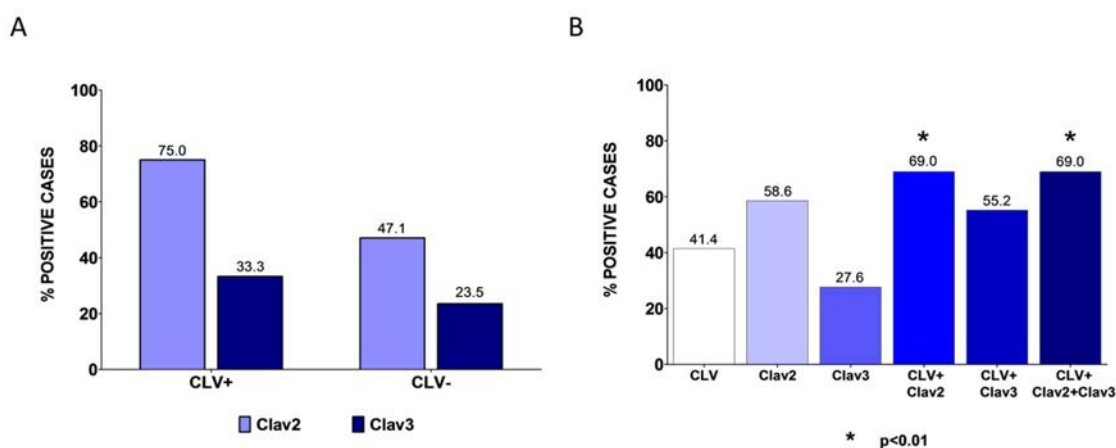 A
% POSITIVE CASES
100
80
60
40
20
0
75.0
33.3
47.1
23.5
CLV+
CLV-
Clav2
Clav3
B
% POSITIVE CASES
100
80
60
40
20
0
41.4
58.6
27.6
*
69.0
55.2
*
69.0
CLV
Clav2
Clav3
CLV+
Clav2
CLV+
Clav3
CLV+
Clav2+Clav3
* p<0.01